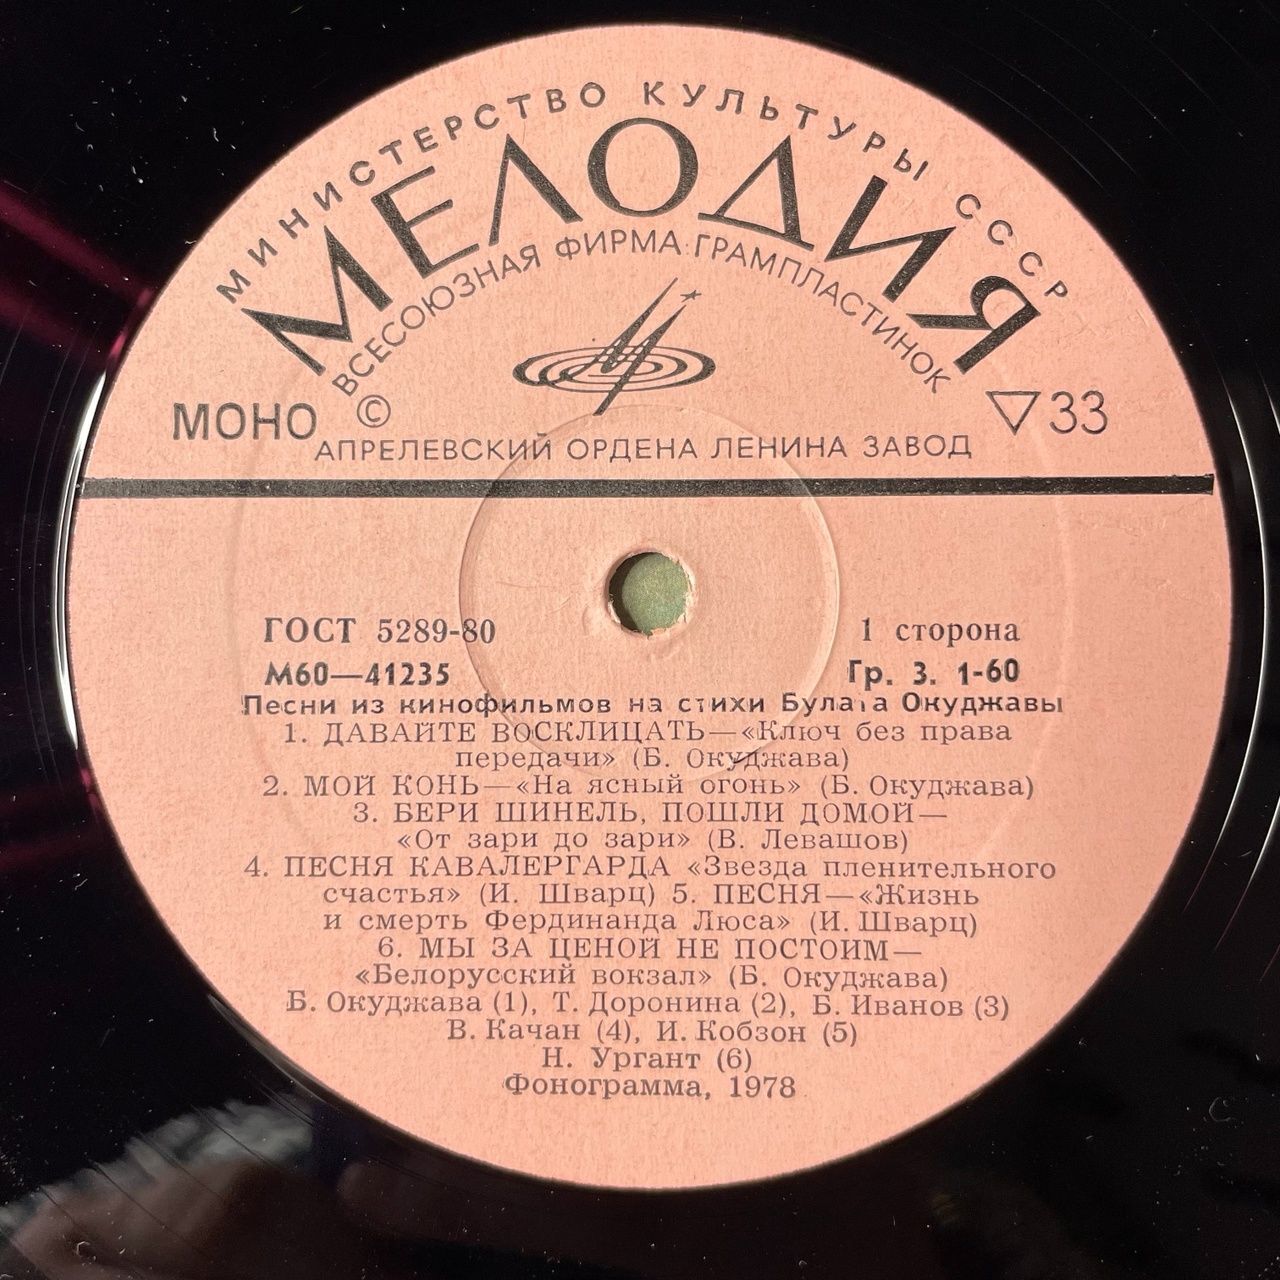 МИНИСТЕРСТВО КУЛЬТУРЫ СССР
МЕЛОДИЯ
ВСЕСОЮЗНАЯ ФИРМА ГРАМПЛАСТИНОК
МОНО © ▽ 33
АПРЕЛЕВСКИЙ ОРДЕНА ЛЕНИНА ЗАВОД
ГОСТ 5289-80 1 сторона
М60—41235 Гр. 3. 1-60
Песни из кинофильмов на стихи Булата Окуджавы
1. ДАВАЙТЕ ВОСКЛИЦАТЬ—«Ключ без права
передачи» (Б. Окуджава)
2. МОЙ КОНЬ—«На ясный огонь» (Б. Окуджава)
3. БЕРИ ШИНЕЛЬ, ПОШЛИ ДОМОЙ—
«От зари до зари» (В. Левашов)
4. ПЕСНЯ КАВАЛЕРГАРДА «Звезда пленительного
счастья» (И. Шварц) 5. ПЕСНЯ—«Жизнь
и смерть Фердинанда Люса» (И. Шварц)
6. МЫ ЗА ЦЕНОЙ НЕ ПОСТОИМ—
«Белорусский вокзал» (Б. Окуджава)
Б. Окуджава (1), Т. Доронина (2), Б. Иванов (3)
В. Качан (4), И. Кобзон (5)
Н. Ургант (6)
Фонограмма, 1978